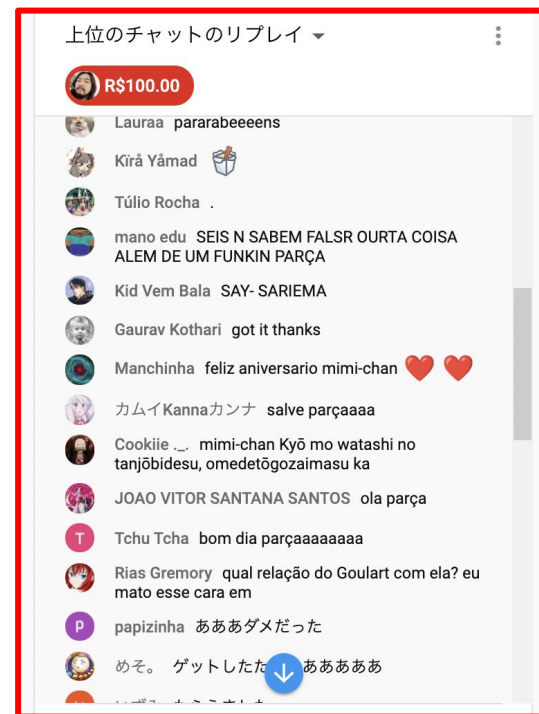 上位のチャットのリプレイ
R$100.00
Lauraa pararabeeeens
Kïrå Yåmad
Túlio Rocha .
mano edu SEIS N SABEM FALSR OURTA COISA
ALEM DE UM FUNKIN PARÇA
Kid Vem Bala SAY- SARIEMA
Gaurav Kothari got it thanks
Manchinha feliz aniversario mimi-chan
カムイKannaカンナ salve parçaaaa
Cookiie ._. mimi-chan Kyō mo watashi no
tanjōbidesu, omedetōgozaimasu ka
JOAO VITOR SANTANA SANTOS ola parça
T Tchu Tcha bom dia parçaaaaaaaa
Rias Gremory qual relação do Goulart com ela? eu
mato esse cara em
p papizinha あああダメだった
めそ。 ゲットしたた あああああ